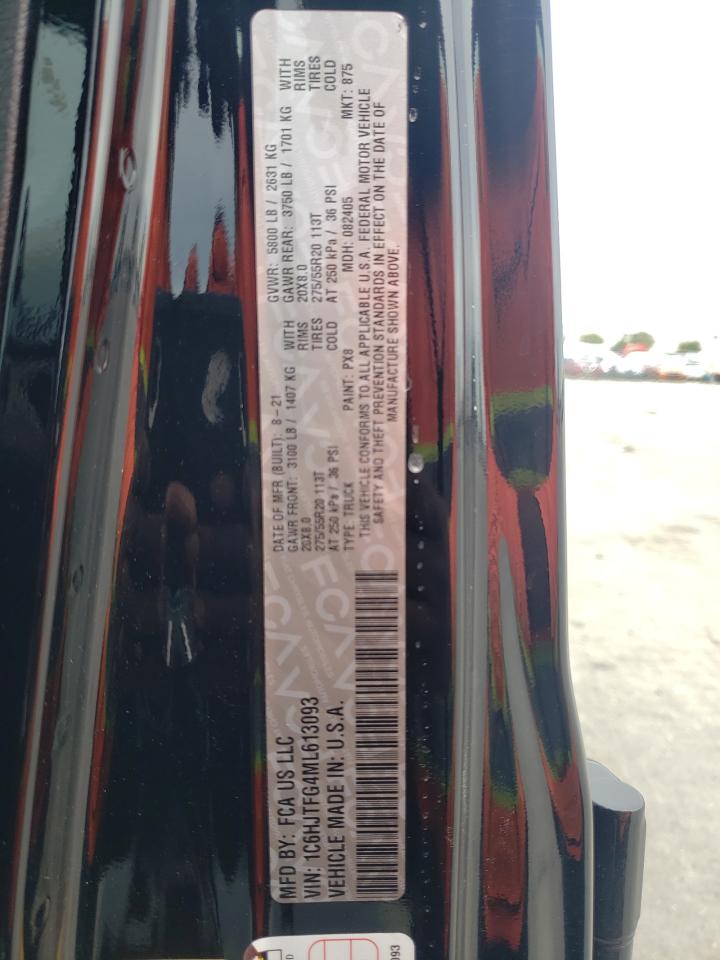 MFD BY: FCA US LLC
VIN: 1C6HJTFG4ML613093
VEHICLE MADE IN: U.S.A.
DATE OF MFR (BUILT): 8-21
GVWR: 5800 LB / 2631 KG
GAWR FRONT: 3100 LB / 1407 KG WITH
GAWR REAR: 3750 LB / 1701 KG WITH
20X8.0 RIMS
20X8.0 RIMS
275/55R20 113T TIRES
275/55R20 113T TIRES
AT 250 kPa / 36 PSI COLD
AT 250 kPa / 36 PSI COLD
TYPE TRUCK PAINT: PX8 MDH: 082405 MKT: 875
THIS VEHICLE CONFORMS TO ALL APPLICABLE U.S.A. FEDERAL MOTOR VEHICLE
SAFETY AND THEFT PREVENTION STANDARDS IN EFFECT ON THE DATE OF
MANUFACTURE SHOWN ABOVE.
093